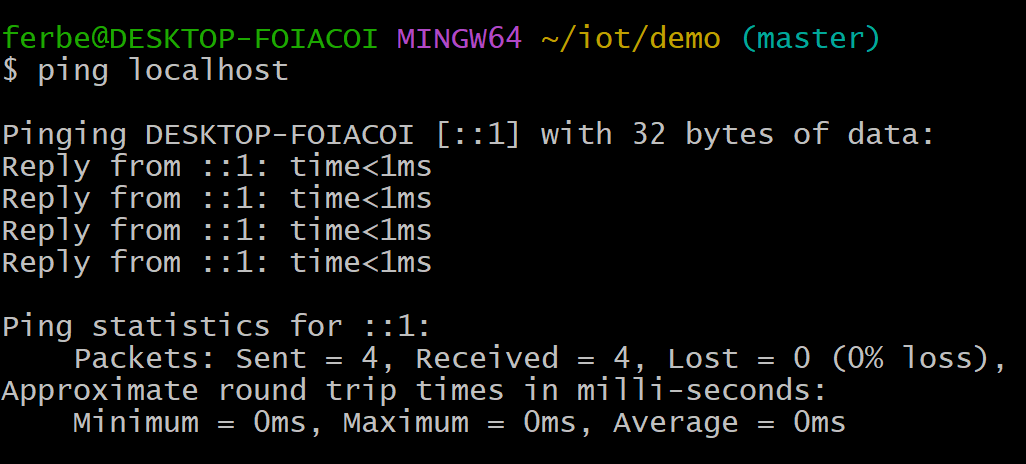 ferbe@DESKTOP-FOIACOI MINGW64 ~/iot/demo (master)
$ ping localhost
Pinging DESKTOP-FOIACOI [::1] with 32 bytes of data:
Reply from ::1: time<1ms
Reply from ::1: time<1ms
Reply from ::1: time<1ms
Reply from ::1: time<1ms
Ping statistics for ::1:
    Packets: Sent = 4, Received = 4, Lost = 0 (0% loss),
Approximate round trip times in milli-seconds:
    Minimum = 0ms, Maximum = 0ms, Average = 0ms